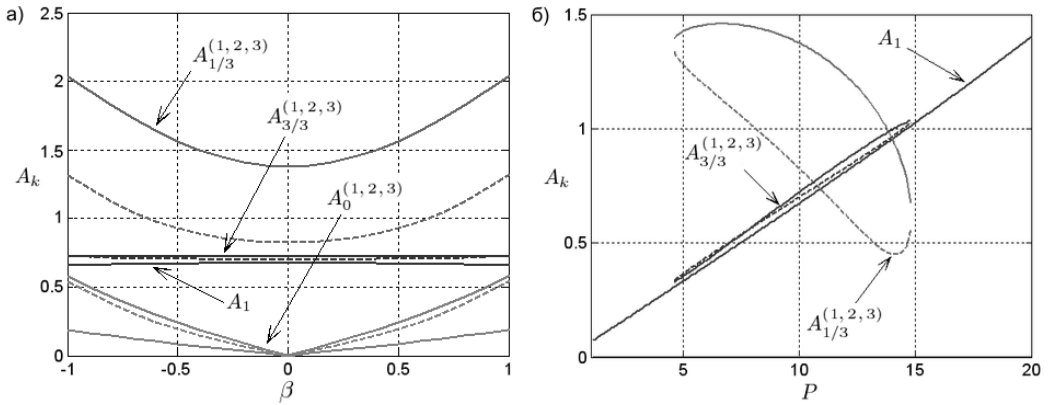 а)
2.5
2
1.5
1
0.5
0
-1
-0.5
0
0.5
1
A_k
β
A_{1/3}^{(1, 2, 3)}
A_{3/3}^{(1, 2, 3)}
A_0^{(1, 2, 3)}
A_1
б)
1.5
1
0.5
0
5
10
15
20
A_k
P
A_1
A_{3/3}^{(1, 2, 3)}
A_{1/3}^{(1, 2, 3)}